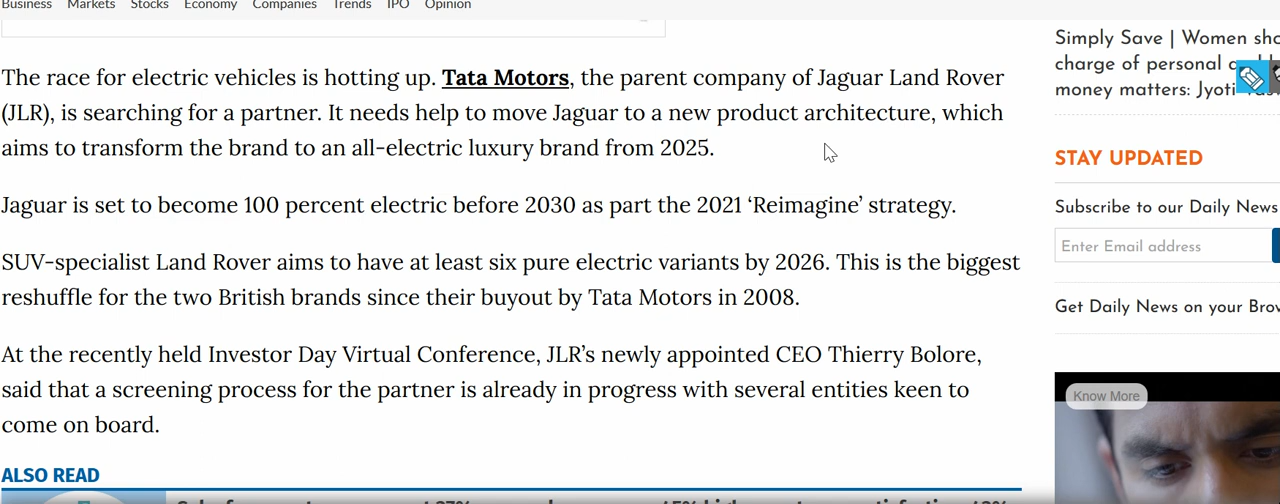 Business Markets Stocks Economy Companies Trends IPO Opinion
The race for electric vehicles is hotting up. Tata Motors, the parent company of Jaguar Land Rover
(JLR), is searching for a partner. It needs help to move Jaguar to a new product architecture, which
aims to transform the brand to an all-electric luxury brand from 2025.
Jaguar is set to become 100 percent electric before 2030 as part the 2021 ‘Reimagine’ strategy.
SUV-specialist Land Rover aims to have at least six pure electric variants by 2026. This is the biggest
reshuffle for the two British brands since their buyout by Tata Motors in 2008.
At the recently held Investor Day Virtual Conference, JLR’s newly appointed CEO Thierry Bolore,
said that a screening process for the partner is already in progress with several entities keen to
come on board.
ALSO READ
Simply Save | Women
charge of personal
money matters: Jyoti
STAY UPDATED
Subscribe to our Daily News
Enter Email address
Get Daily News on your
Know More